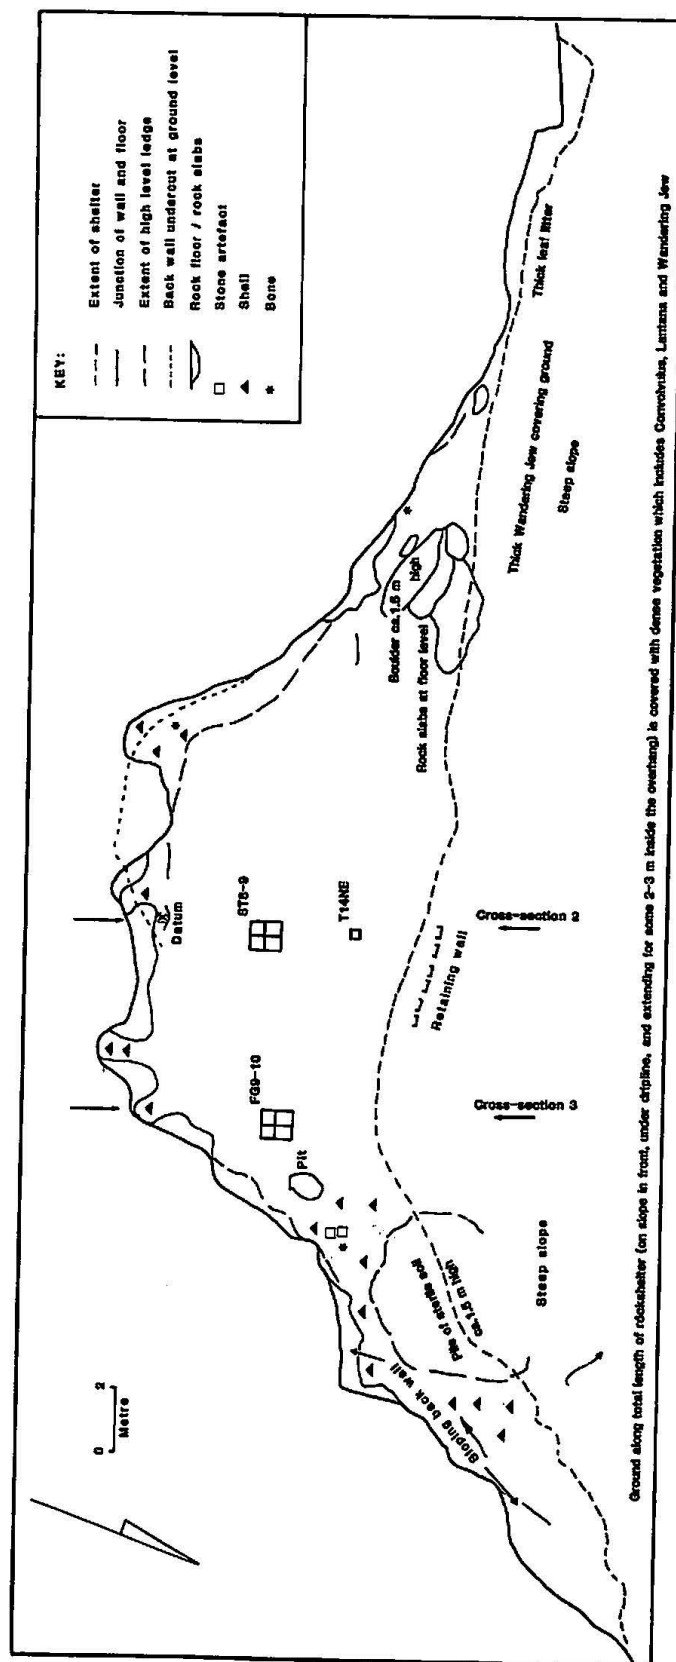 KEY:
Extent of shelter
Junction of wall and floor
Extent of high level ledge
Back wall undercut at ground level
Rock floor / rock slabs
Stone artefact
Shell
Bone
0 2
Metre
Datum
ST8-9
T14NE
FG9-10
Pit
Boulder ca.1.5 m
high
Rock slabs at floor level
Thick leaf litter
Thick Wandering Jew covering ground
Steep slope
Retaining wall
Cross-section 2
Cross-section 3
Sloping back wall
Pile of sterile soil
ca.1.5 m high
Steep slope
Ground along total length of rockshelter (on slope in front, under dripline, and extending for some 2-3 m inside the overhang) is covered with dense vegetation which includes Convolvulus, Lantana and Wandering Jew